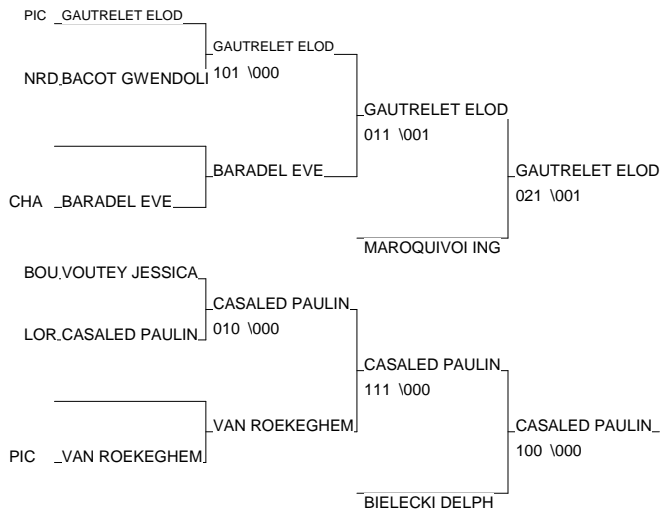 PIC GAUTRELET ELOD
GAUTRELET ELOD
NRD BACOT GWENDOLI 101 \000
GAUTRELET ELOD
011 \001
BARADEL EVE
GAUTRELET ELOD
CHA BARADEL EVE
021 \001
MAROQUIVOI ING
BOU VOUTEY JESSICA
CASALED PAULIN
LOR CASALED PAULIN 010 \000
CASALED PAULIN
111 \000
VAN ROEKEGHEM
CASALED PAULIN
PIC VAN ROEKEGHEM
100 \000
BIELECKI DELPH